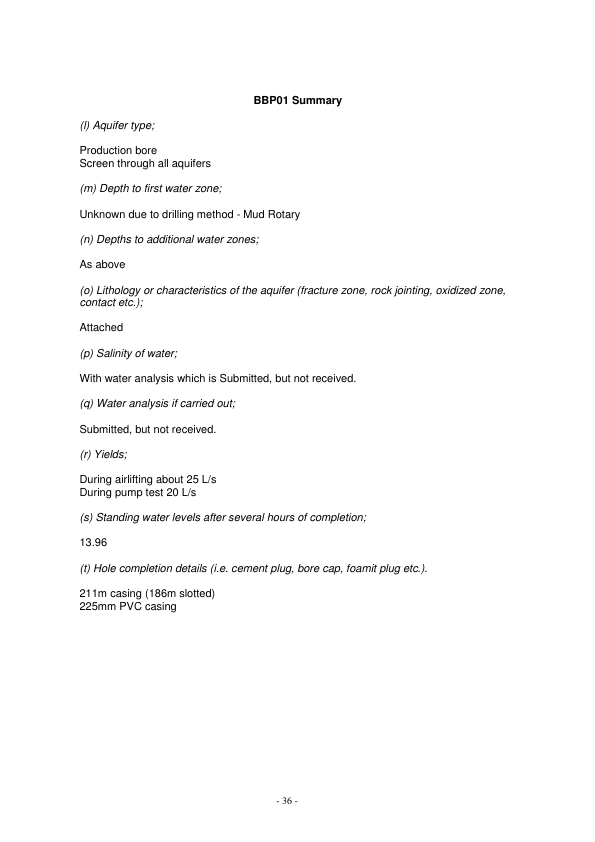 BBP01 Summary
(l) Aquifer type;
Production bore
Screen through all aquifers
(m) Depth to first water zone;
Unknown due to drilling method - Mud Rotary
(n) Depths to additional water zones;
As above
(o) Lithology or characteristics of the aquifer (fracture zone, rock jointing, oxidized zone,
contact etc.);
Attached
(p) Salinity of water;
With water analysis which is Submitted, but not received.
(q) Water analysis if carried out;
Submitted, but not received.
(r) Yields;
During airlifting about 25 L/s
During pump test 20 L/s
(s) Standing water levels after several hours of completion;
13.96
(t) Hole completion details (i.e. cement plug, bore cap, foamit plug etc.).
211m casing (186m slotted)
225mm PVC casing
- 36 -